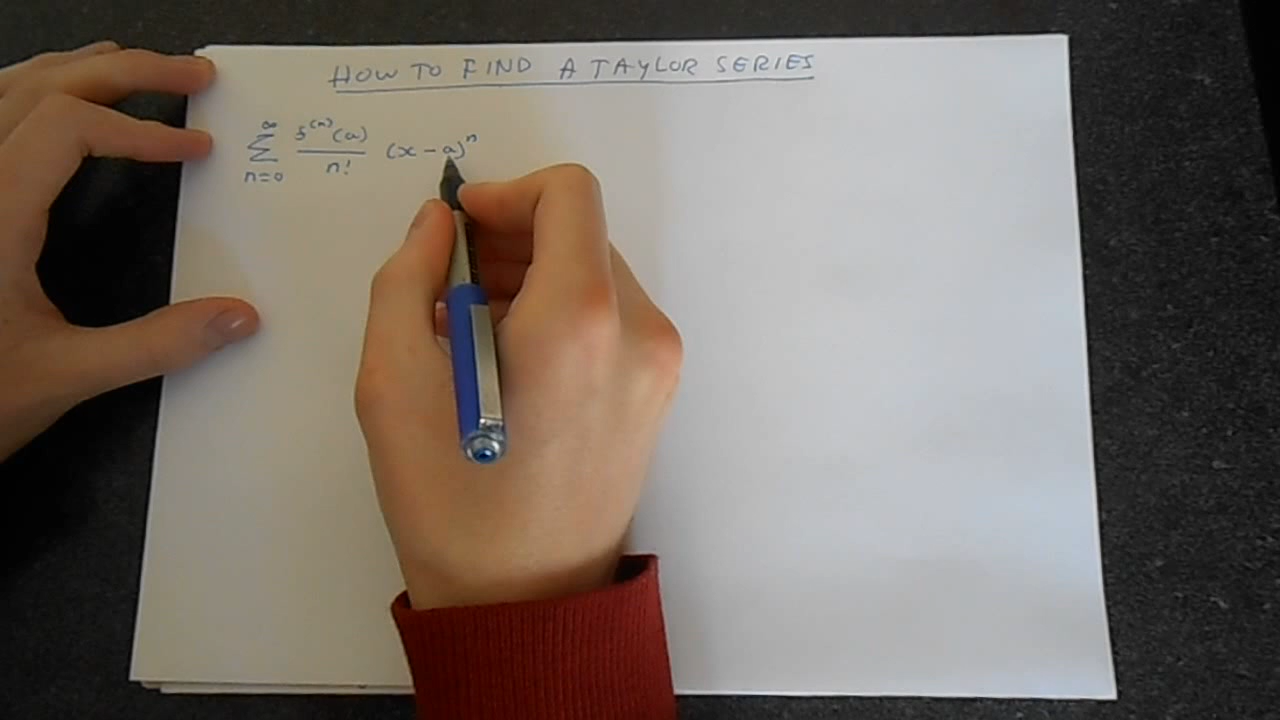 HOW TO FIND A TAYLOR SERIES
∞ ∑ n=0 f⁽ⁿ⁾(a) / n! (x - a)ⁿ